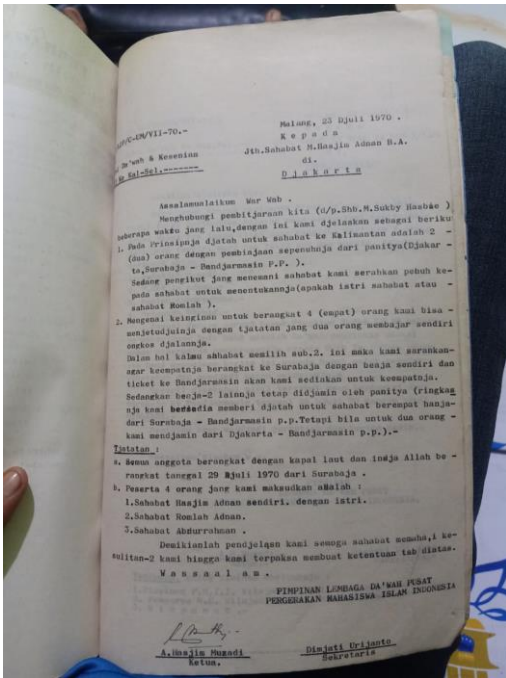 Malang, 23 Djuli 1970 .
/C-UM/VII-70.-
K e p a d a
Da'wah & Kesenian
Jth.Sahabat M.Hasjim Adnan B.A.
ke Kal-Sel.-------
di.
D j a k a r t a
Assalamualaikum War Wab .
Menghubungi pembitjaraan kita (d/p.Shb.M.Sukby Hasbie )
beberapa waktu jang lalu,dengan ini kami djelaskan sebagai beriku
1. Pada Prinsipnja djatah untuk sahabat ke Kalimantan adalah 2 -
(dua) orang dengan pembiajaan sepenuhnja dari panitya(Djakar -
ta,Surabaja - Bandjarmasin P.P. ).
Sedang pengikut jang menemani sahabat kami serahkan penuh ke-
pada sahabat untuk menentukannja(apakah istri sahabat atau -
sahabat Romlah ).
2. Mengenai keinginan untuk berangkat 4 (empat) orang kami bisa -
menjetudjuinja dengan tjatatan jang dua orang membajar sendiri
ongkos djalannja.
Dalam hal kalau sahabat memilih sub.2. ini maka kami sarankan-
agar keempatnja berangkat ke Surabaja dengan beaja sendiri dan
ticket ke Bandjarmasin akan kami sediakan untuk keempatnja.
Sedangkan beaja-2 lainnja tetap didjamin oleh panitya (ringkas
nja kami bersedia memberi djatah untuk sahabat berempat hanja-
dari Surabaja - Bandjarmasin p.p.Tetapi bila untuk dua orang -
kami mendjamin dari Djakarta - Bandjarmasin p.p.).-
Tjatatan :
a. Semua anggota berangkat dengan kapal laut dan insja Allah be -
rangkat tanggal 29 Djuli 1970 dari Surabaja .
b. Peserta 4 orang jang kami maksudkan adalah :
1.Sahabat Hasjim Adnan sendiri. dengan istri.
2.Sahabat Romlah Adnan.
3.Sahabat Abdurrahman .
Demikianlah pendjelasan kami semoga sahabat memaha,i ke-
sulitan-2 kami hingga kami terpaksa membuat ketentuan tsb diatas.
W a s s a a l a m .
PIMPINAN LEMBAGA DA'WAH PUSAT
PERGERAKAN MAHASISWA ISLAM INDONESIA
A.Hasjim Muzadi
Dimjati Urijanto
Ketua.
Sekretaris